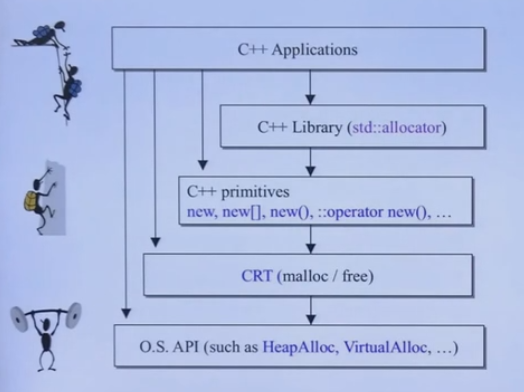 C++ Applications
C++ Library (std::allocator)
C++ primitives
new, new[], new(), ::operator new(), …
CRT (malloc / free)
O.S. API (such as HeapAlloc, VirtualAlloc, …)